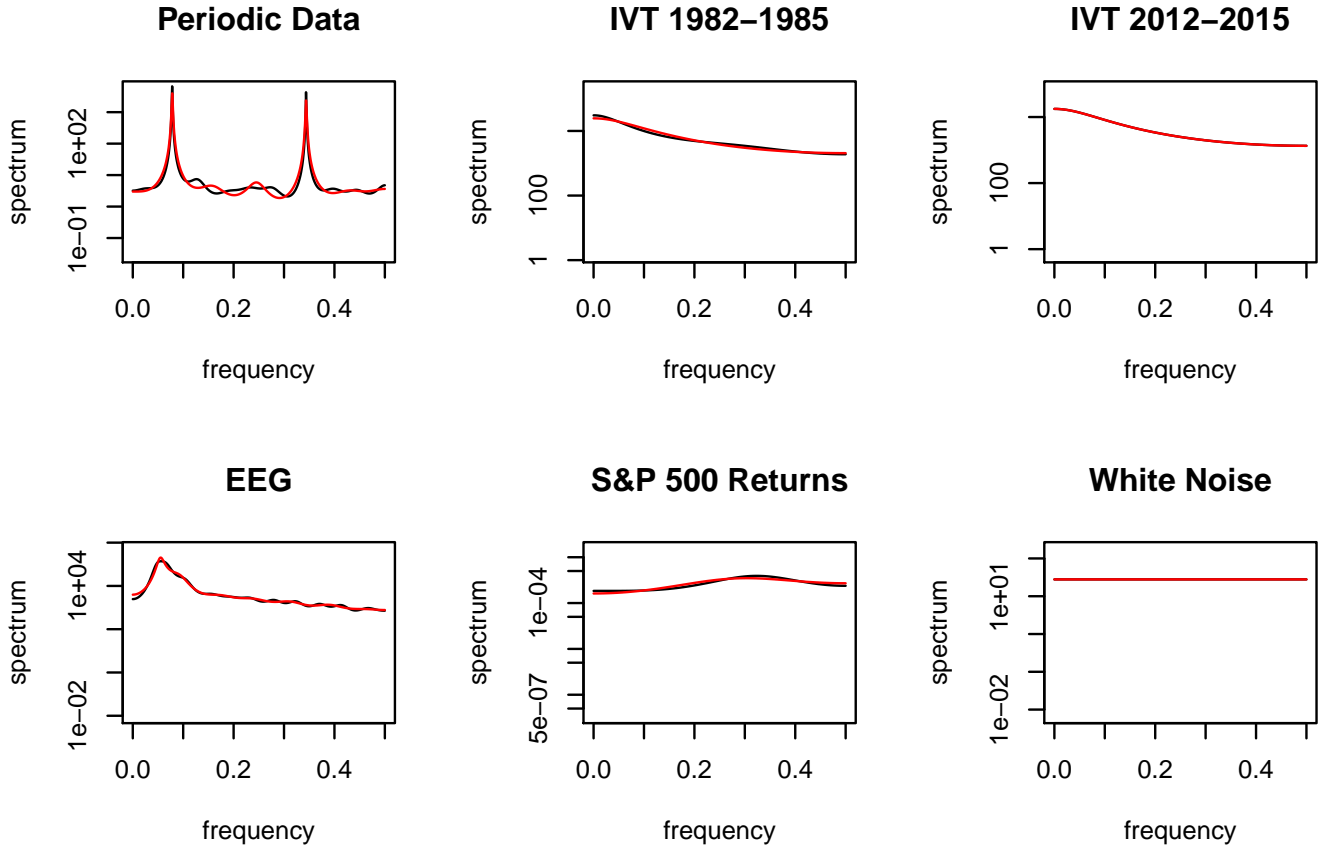 Periodic Data
spectrum
1e−01
1e+02
0.0 0.2 0.4
frequency
IVT 1982−1985
spectrum
1
100
0.0 0.2 0.4
frequency
IVT 2012−2015
spectrum
1
100
0.0 0.2 0.4
frequency
EEG
spectrum
1e−02
1e+04
0.0 0.2 0.4
frequency
S&P 500 Returns
spectrum
5e−07
1e−04
0.0 0.2 0.4
frequency
White Noise
spectrum
1e−02
1e+01
0.0 0.2 0.4
frequency